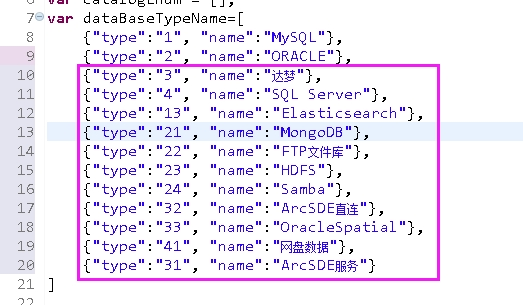 7 var dataBaseTypeName=[
8 {"type":"1", "name":"MySQL"},
9 {"type":"2", "name":"ORACLE"},
10 {"type":"3", "name":"达梦"},
11 {"type":"4", "name":"SQL Server"},
12 {"type":"13", "name":"Elasticsearch"},
13 {"type":"21", "name":"MongoDB"},
14 {"type":"22", "name":"FTP文件库"},
15 {"type":"23", "name":"HDFS"},
16 {"type":"24", "name":"Samba"},
17 {"type":"32", "name":"ArcSDE直连"},
18 {"type":"33", "name":"OracleSpatial"},
19 {"type":"41", "name":"网盘数据"},
20 {"type":"31", "name":"ArcSDE服务"}
21 ]